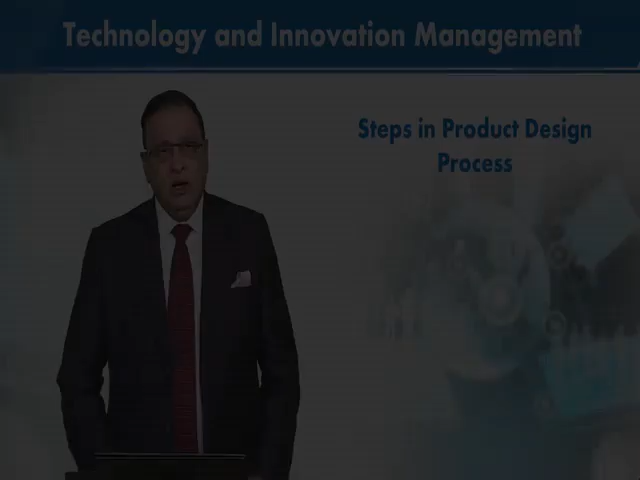 Technology and Innovation Management
Steps in Product Design
Process